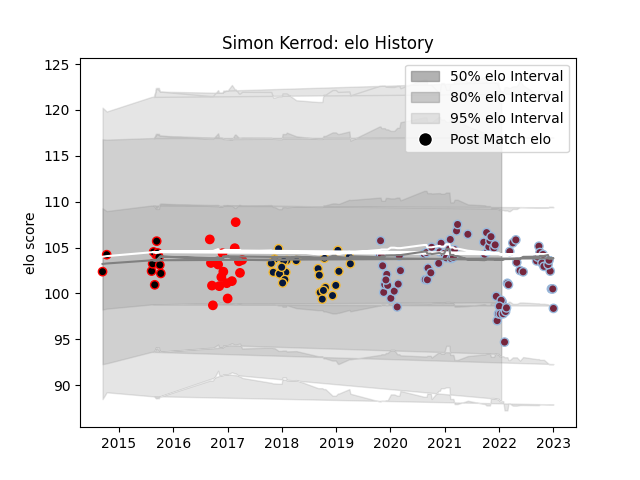 Simon Kerrod: elo History
125
120
115
110
105
100
95
90
elo score
50% elo Interval
80% elo Interval
95% elo Interval
Post Match elo
2015 2016 2017 2018 2019 2020 2021 2022 2023